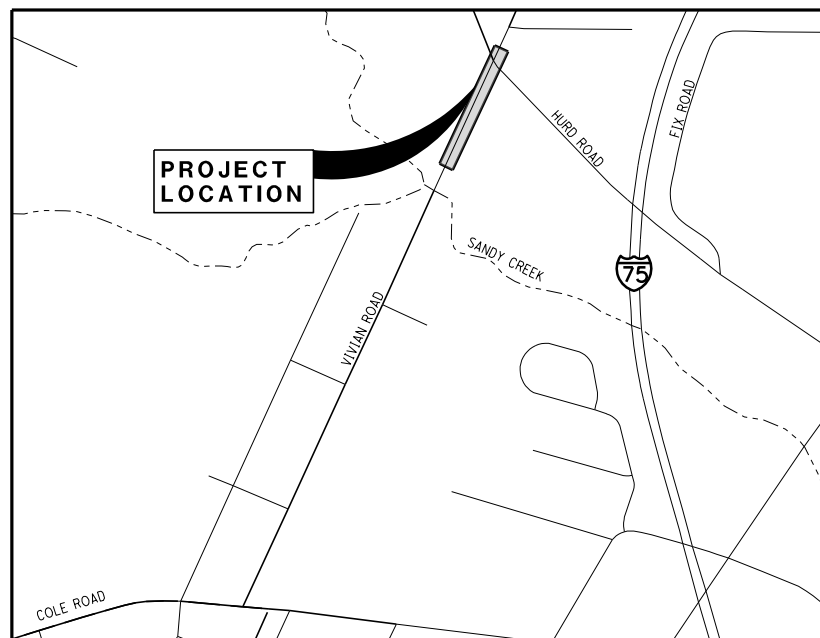 HURD ROAD
FIX ROAD
PROJECT
LOCATION
SANDY CREEK
75
VIVIAN ROAD
COLE ROAD